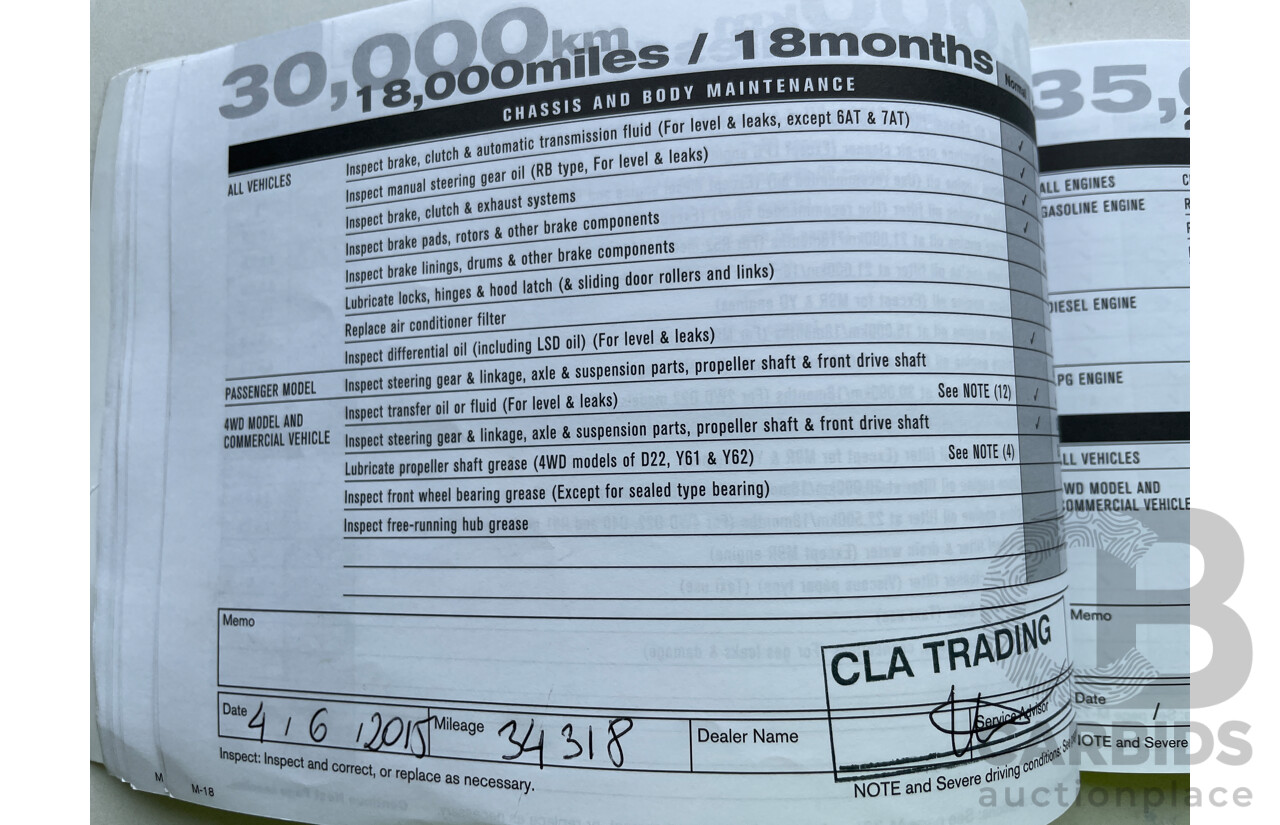 30,000km
18,000miles / 18months
CHASSIS AND BODY MAINTENANCE
Normal
ALL VEHICLES
Inspect brake, clutch & automatic transmission fluid (For level & leaks, except 6AT & 7AT) ✓
Inspect manual steering gear oil (RB type, For level & leaks) ✓
Inspect brake, clutch & exhaust systems ✓
Inspect brake pads, rotors & other brake components ✓
Inspect brake linings, drums & other brake components
Lubricate locks, hinges & hood latch (& sliding door rollers and links)
Replace air conditioner filter
Inspect differential oil (including LSD oil) (For level & leaks) ✓
PASSENGER MODEL
Inspect steering gear & linkage, axle & suspension parts, propeller shaft & front drive shaft
4WD MODEL AND
COMMERCIAL VEHICLE
Inspect transfer oil or fluid (For level & leaks) See NOTE (12) ✓
Inspect steering gear & linkage, axle & suspension parts, propeller shaft & front drive shaft ✓
Lubricate propeller shaft grease (4WD models of D22, Y61 & Y62) See NOTE (4)
Inspect front wheel bearing grease (Except for sealed type bearing)
Inspect free-running hub grease
Memo
CLA TRADING
Date 4 / 6 / 2015 Mileage 34318 Dealer Name Service Advisor
Inspect: Inspect and correct, or replace as necessary.
NOTE and Severe driving conditions:
M
M-18
35,
ALL ENGINES
GASOLINE ENGINE
DIESEL ENGINE
LPG ENGINE
LL VEHICLES
WD MODEL AND
OMMERCIAL VEHICLE
Memo
Date /
IOTE and Severe
B
CARBIDS
auctionplace